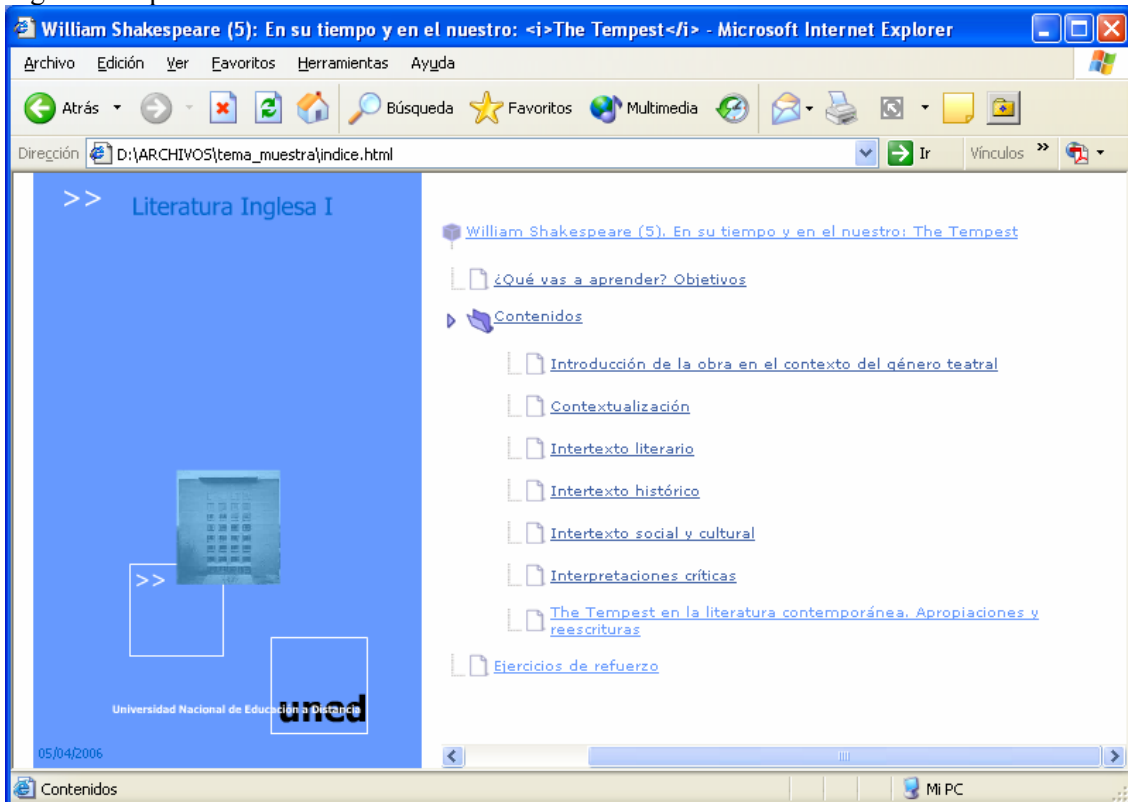 William Shakespeare (5): En su tiempo y en el nuestro: <i>The Tempest</i> - Microsoft Internet Explorer
Archivo Edición Ver Favoritos Herramientas Ayuda
Atrás Búsqueda Favoritos Multimedia
Dirección D:\ARCHIVOS\tema_muestra\indice.html Ir Vínculos »
>> Literatura Inglesa I
William Shakespeare (5). En su tiempo y en el nuestro: The Tempest
¿Qué vas a aprender? Objetivos
Contenidos
Introducción de la obra en el contexto del género teatral
Contextualización
Intertexto literario
Intertexto histórico
Intertexto social y cultural
Interpretaciones críticas
The Tempest en la literatura contemporánea. Apropiaciones y
reescrituras
Ejercicios de refuerzo
>>
uned
Universidad Nacional de Educación a Distancia
05/04/2006
Contenidos Mi PC